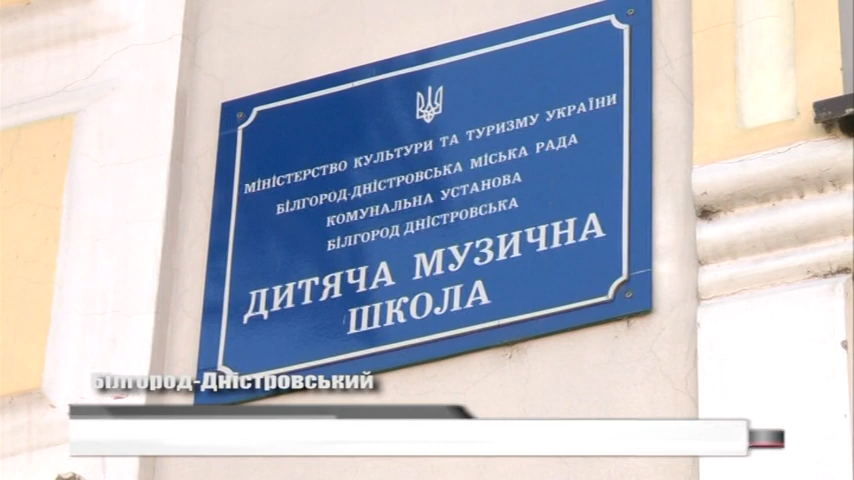 МІНІСТЕРСТВО КУЛЬТУРИ ТА ТУРИЗМУ УКРАЇНИ
БІЛГОРОД-ДНІСТРОВСЬКА МІСЬКА РАДА
КОМУНАЛЬНА УСТАНОВА
БІЛГОРОД ДНІСТРОВСЬКА
ДИТЯЧА МУЗИЧНА
ШКОЛА
Білгород-Дністровський